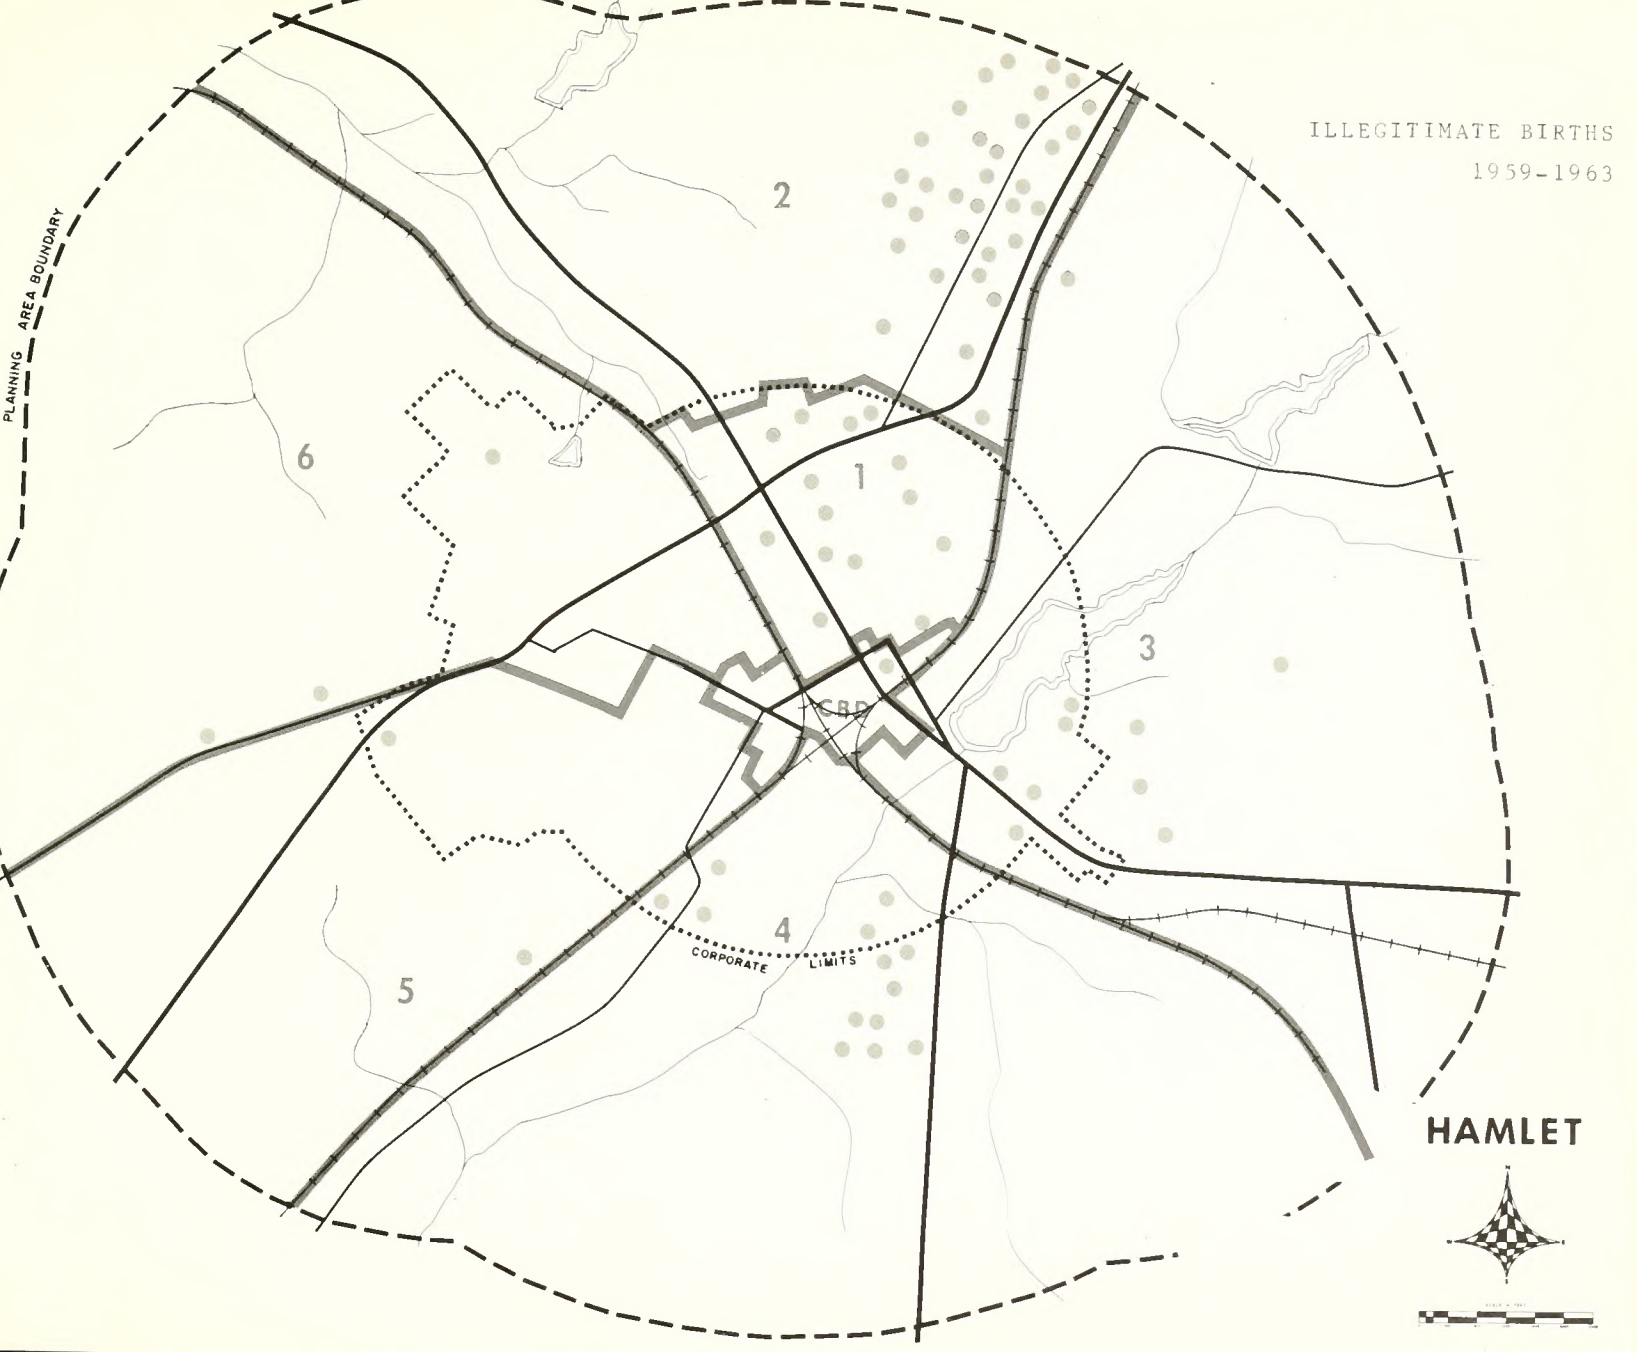 ILLEGITIMATE BIRTHS
1959-1963
PLANNING AREA BOUNDARY
2
6
1
3
CBD
4
CORPORATE LIMITS
5
HAMLET
N
W
E